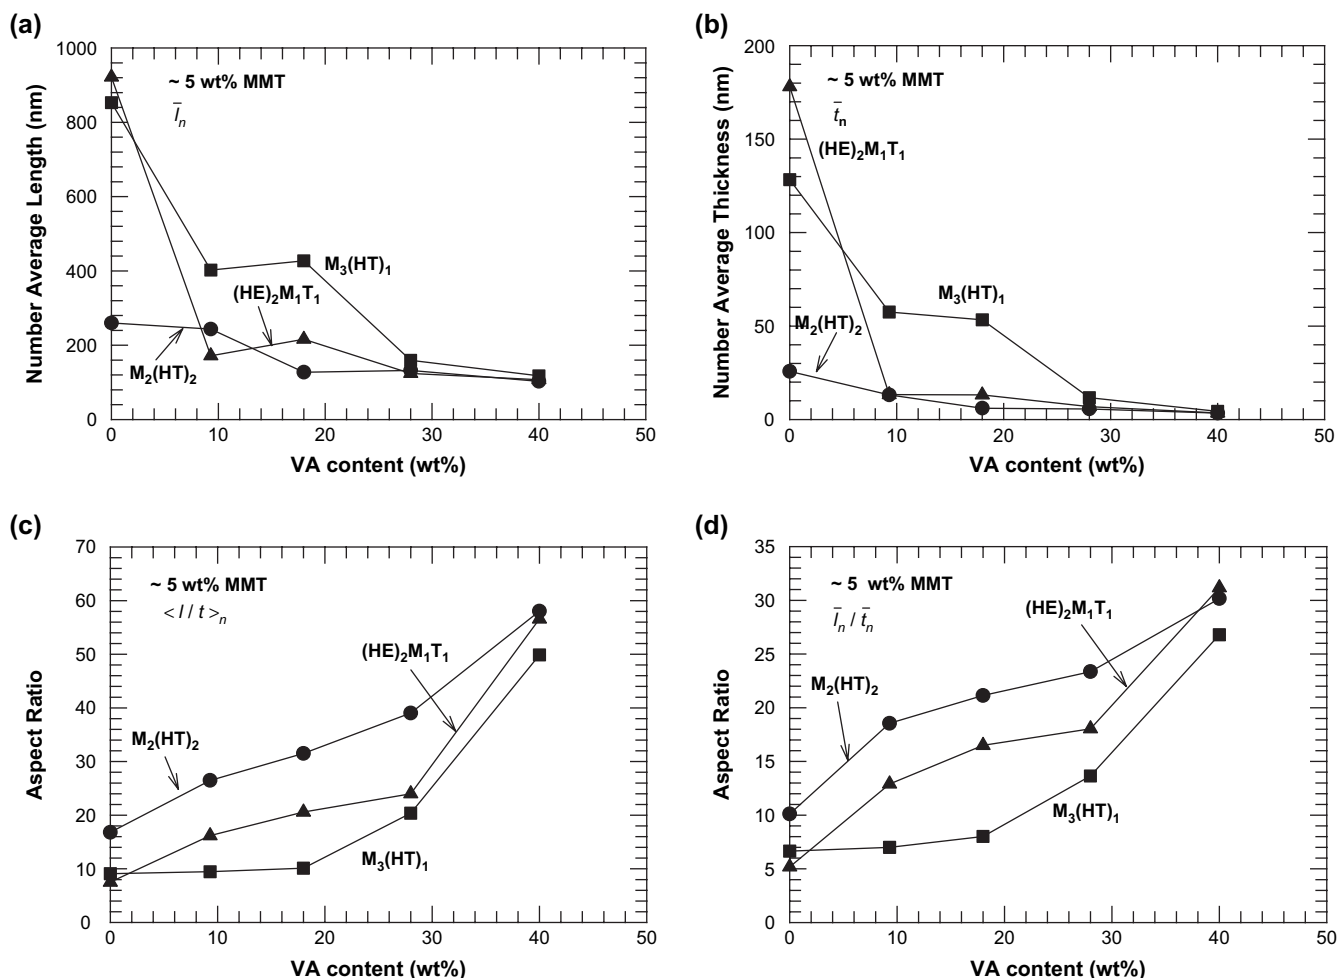 (a)
1000
800
600
400
200
0
Number Average Length (nm)
~ 5 wt% MMT
l̄ₙ
M₃(HT)₁
(HE)₂M₁T₁
M₂(HT)₂
0 10 20 30 40 50
VA content (wt%)
(b)
200
150
100
50
0
Number Average Thickness (nm)
~ 5 wt% MMT
t̄ₙ
(HE)₂M₁T₁
M₃(HT)₁
M₂(HT)₂
0 10 20 30 40 50
VA content (wt%)
(c)
70
60
50
40
30
20
10
0
Aspect Ratio
~ 5 wt% MMT
< l / t >ₙ
(HE)₂M₁T₁
M₂(HT)₂
M₃(HT)₁
0 10 20 30 40 50
VA content (wt%)
(d)
35
30
25
20
15
10
5
0
Aspect Ratio
~ 5 wt% MMT
l̄ₙ / t̄ₙ
(HE)₂M₁T₁
M₂(HT)₂
M₃(HT)₁
0 10 20 30 40 50
VA content (wt%)